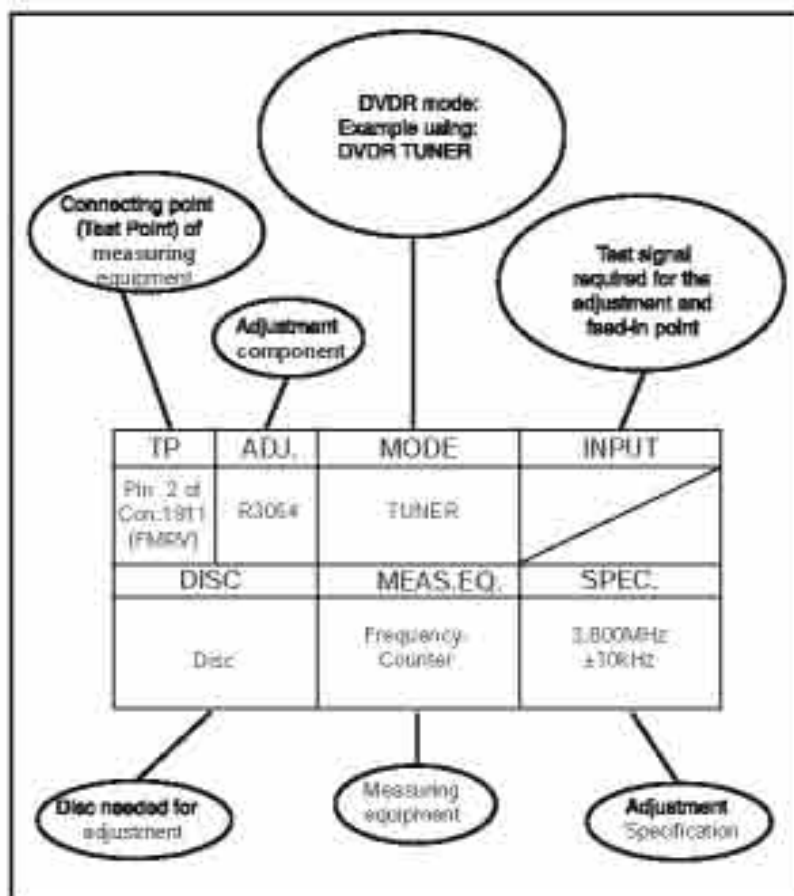 DVDR mode:
Example using:
DVDR TUNER
Connecting point
(Test Point) of
measuring
equipment
Test signal
required for the
adjustment and
feed-in point
Adjustment
component
TP ADJ. MODE INPUT
Pin 2 of
Con.1911
(FMRV)
R3054
TUNER
DISC MEAS.EQ. SPEC.
Disc
Frequency-
Counter
3.800MHz
±10kHz
Disc needed for
adjustment
Measuring
equipment
Adjustment
Specification